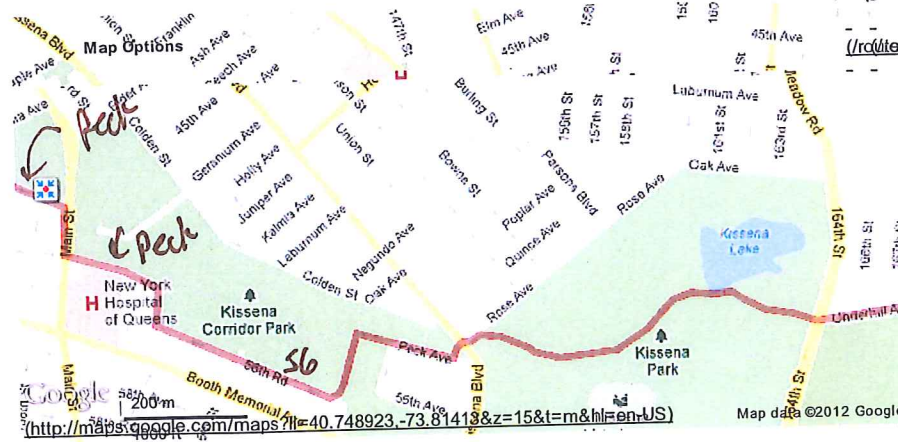 Kissena Blvd
Map Options
Franklin
Ash Ave
Beech Ave
147th St
Elm Ave
45th Ave
45th Ave
(/ro
Colden St
45th Ave
Geranium Ave
Holly Ave
Juniper Ave
Kalmia Ave
Laburnum Ave
Union St
Burling St
Bowne St
156th St
157th St
158th St
Parsons Blvd
Laburnum Ave
161st St
163rd St
Oak Ave
Meadow Rd
Poplar Ave
Quince Ave
Rose Ave
Rose Ave
Negundo Ave
Oak Ave
Colden St
Peck
Main St
Peck
H
New York
Hospital
of Queens
Kissena
Corridor Park
Kissena
Lake
164th St
Peck Ave
56th Rd
56
Kissena
Park
Underhill A
Booth Memorial A
56th Ave
Main St
Google
200 m
(http://maps.google.com/maps?ll=40.748923,-73.81413&z=15&t=m&hl=en-US)
Map data ©2012 Google